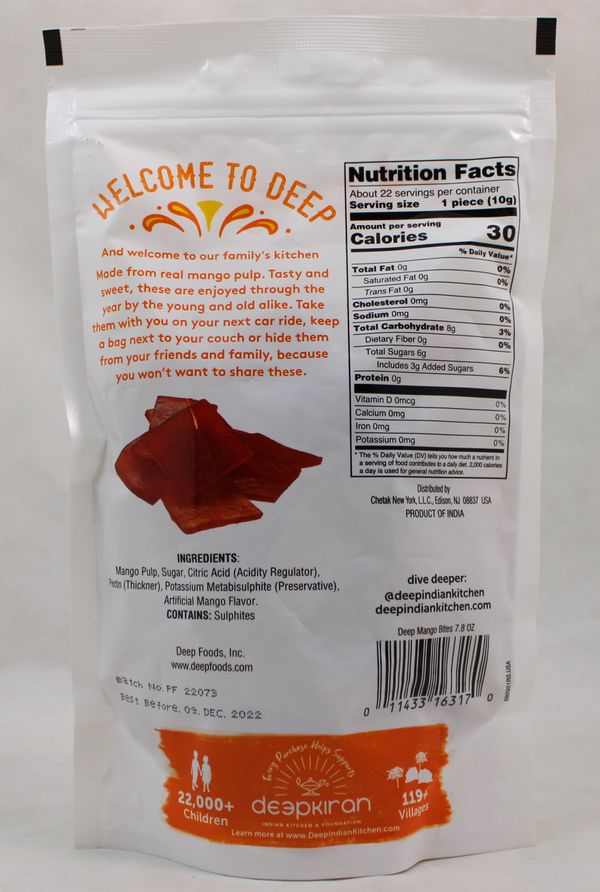 WELCOME TO DEEP
And welcome to our family's kitchen
Made from real mango pulp. Tasty and
sweet, these are enjoyed through the
year by the young and old alike. Take
them with you on your next car ride, keep
a bag next to your couch or hide them
from your friends and family, because
you won't want to share these.
Nutrition Facts
About 22 servings per container
Serving size 1 piece (10g)
Amount per serving
Calories 30
% Daily Value*
Total Fat 0g 0%
Saturated Fat 0g 0%
Trans Fat 0g
Cholesterol 0mg 0%
Sodium 0mg 0%
Total Carbohydrate 8g 3%
Dietary Fiber 0g 0%
Total Sugars 6g
Includes 3g Added Sugars 6%
Protein 0g
Vitamin D 0mcg 0%
Calcium 0mg 0%
Iron 0mg 0%
Potassium 0mg 0%
* The % Daily Value (DV) tells you how much a nutrient in
a serving of food contributes to a daily diet. 2,000 calories
a day is used for general nutrition advice.
Distributed by
Chetak New York, L.L.C., Edison, NJ 08837 USA
PRODUCT OF INDIA
INGREDIENTS:
Mango Pulp, Sugar, Citric Acid (Acidity Regulator),
Pectin (Thickner), Potassium Metabisulphite (Preservative),
Artificial Mango Flavor.
CONTAINS: Sulphites
Deep Foods, Inc.
www.deepfoods.com
Batch No. PF 22073
Best Before. 09. DEC. 2022
dive deeper:
@deepindiankitchen
deepindiankitchen.com
Deep Mango Bites 7.8 OZ
0 11433 16317 0
Every Purchase Helps Support
deepkiran
INDIAN KITCHEN & FOUNDATION
22,000+
Children
119+
Villages
Learn more at www.DeepIndianKitchen.com